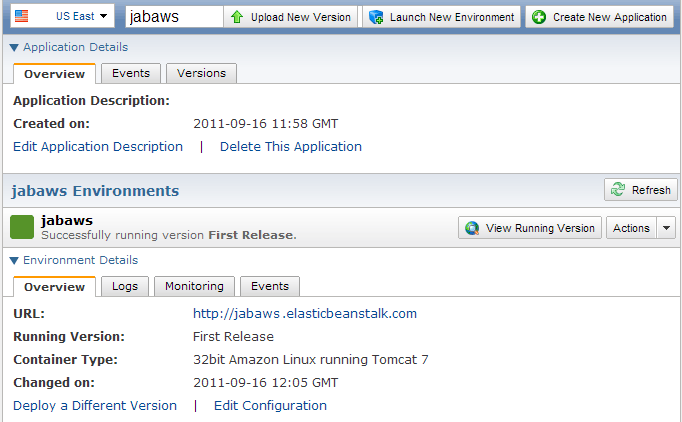 US East jabaws Upload New Version Launch New Environment Create New Application
Application Details
Overview Events Versions
Application Description:
Created on: 2011-09-16 11:58 GMT
Edit Application Description | Delete This Application
jabaws Environments Refresh
jabaws
Successfully running version First Release. View Running Version Actions
Environment Details
Overview Logs Monitoring Events
URL: http://jabaws.elasticbeanstalk.com
Running Version: First Release
Container Type: 32bit Amazon Linux running Tomcat 7
Changed on: 2011-09-16 12:05 GMT
Deploy a Different Version | Edit Configuration